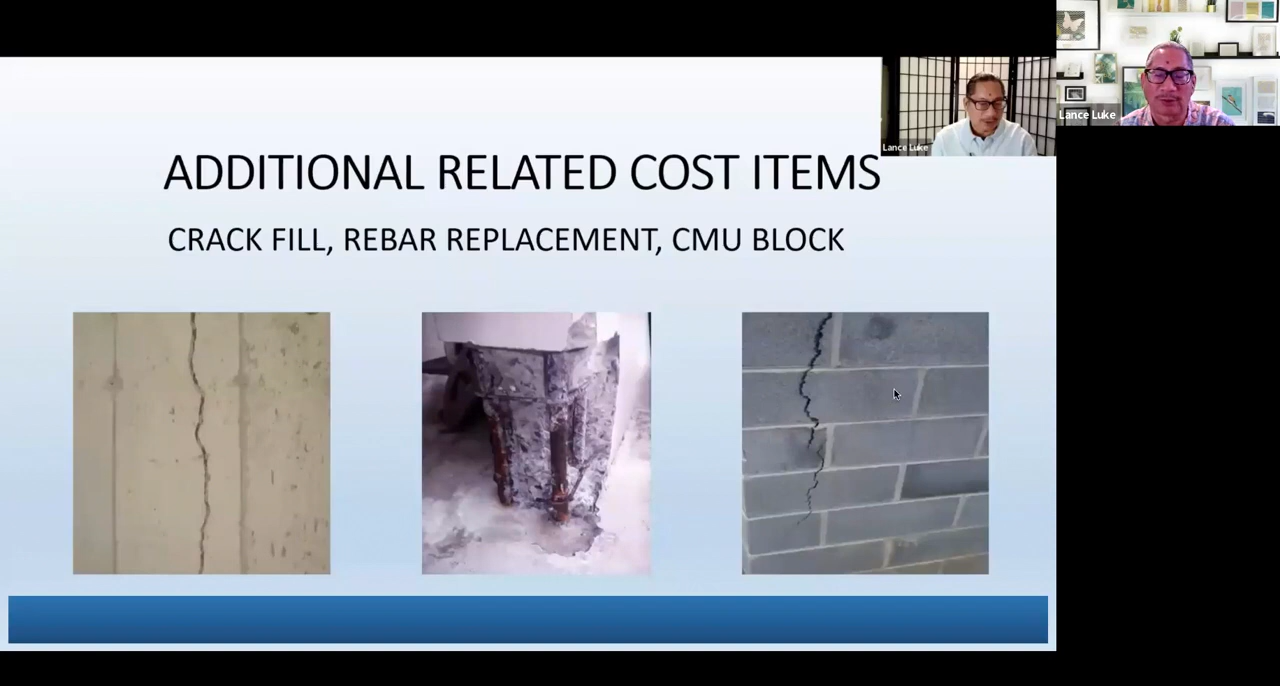 ADDITIONAL RELATED COST ITEMS
CRACK FILL, REBAR REPLACEMENT, CMU BLOCK
Lance Luke
Lance Luke